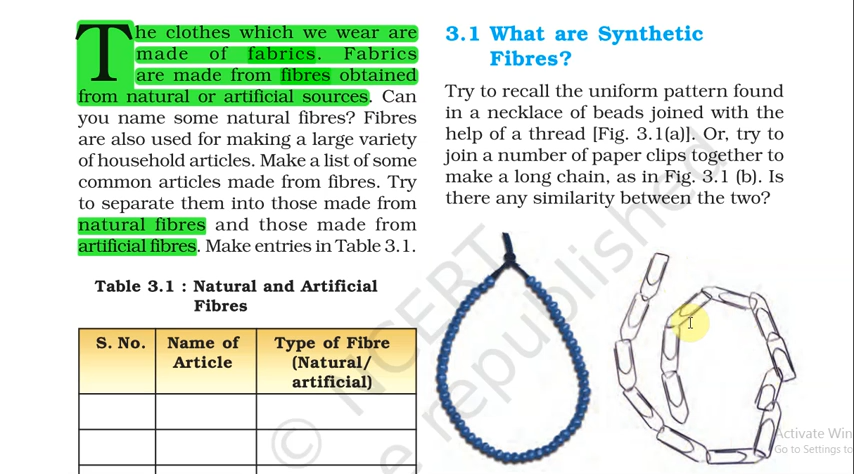 The clothes which we wear are
made of fabrics. Fabrics
are made from fibres obtained
from natural or artificial sources. Can
you name some natural fibres? Fibres
are also used for making a large variety
of household articles. Make a list of some
common articles made from fibres. Try
to separate them into those made from
natural fibres and those made from
artificial fibres. Make entries in Table 3.1.
Table 3.1 : Natural and Artificial
Fibres
S. No.
Name of
Article
Type of Fibre
(Natural/
artificial)
3.1 What are Synthetic
Fibres?
Try to recall the uniform pattern found
in a necklace of beads joined with the
help of a thread [Fig. 3.1(a)]. Or, try to
join a number of paper clips together to
make a long chain, as in Fig. 3.1 (b). Is
there any similarity between the two?
© NCERT
be republished
Activate Win
Go to Settings to